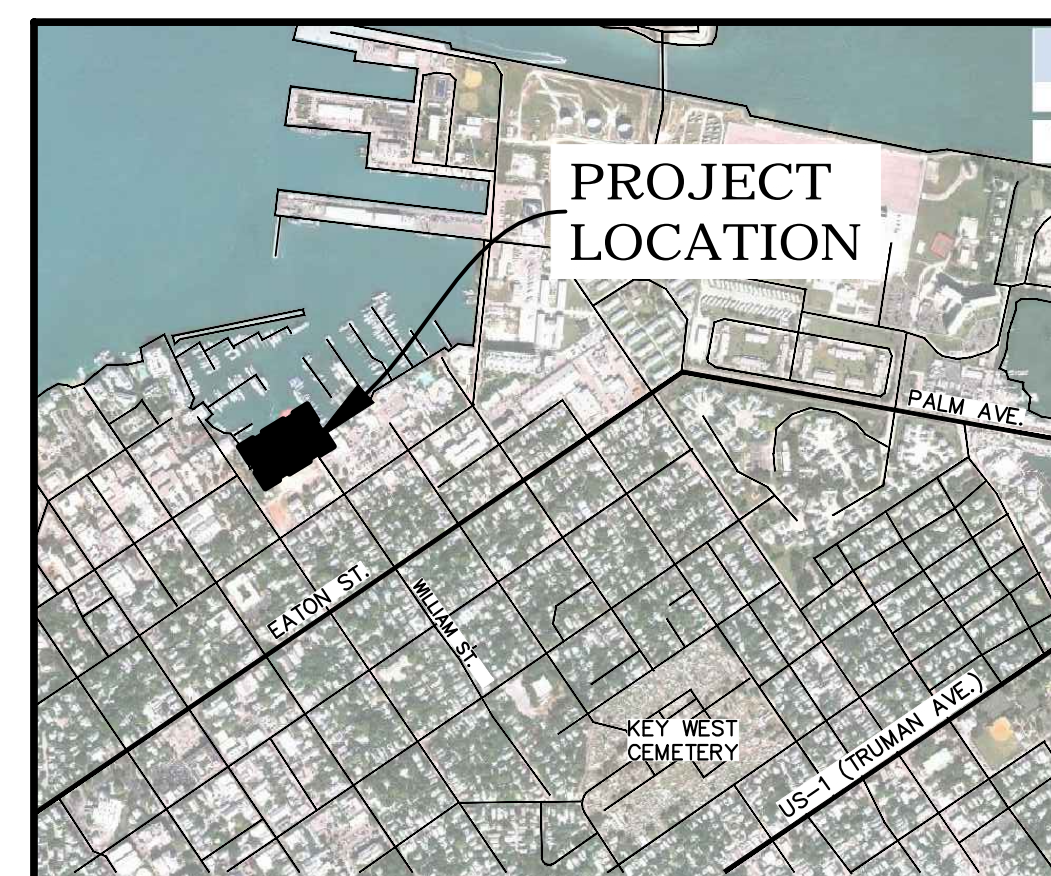 PROJECT
LOCATION
PALM AVE.
EATON ST.
WILLIAM ST.
KEY WEST
CEMETERY
US-1 (TRUMAN AVE.)